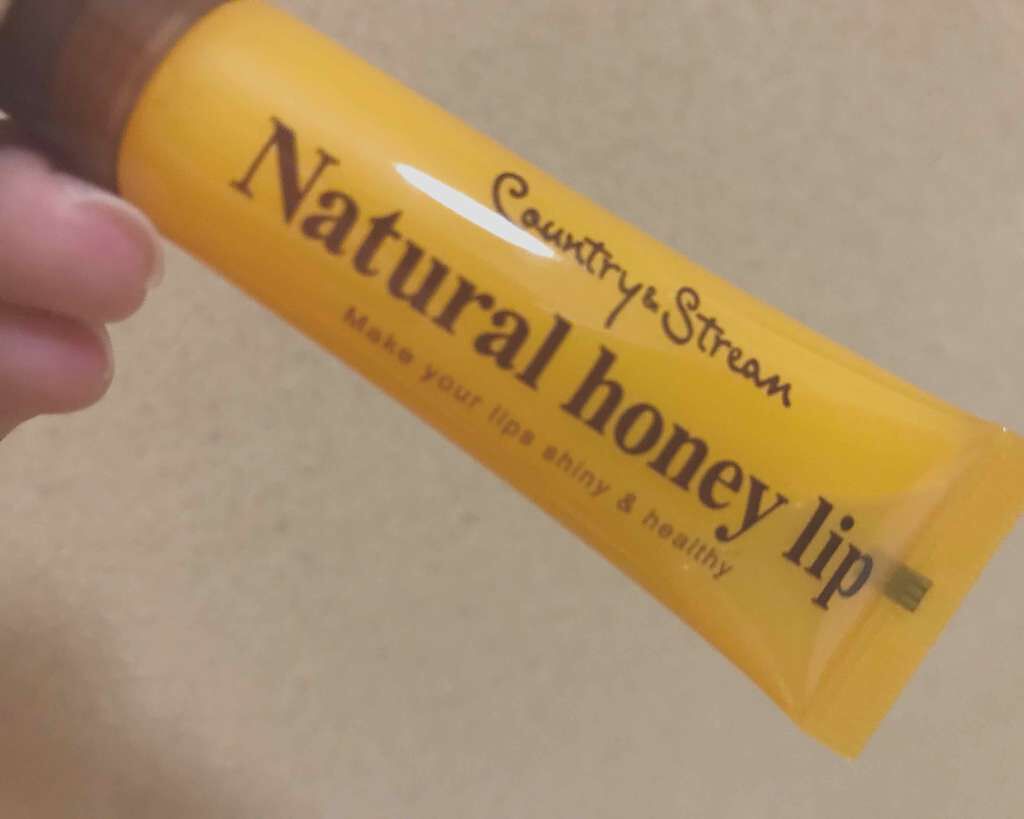 Country & Stream
Natural honey lip
Make your lips shiny & healthy